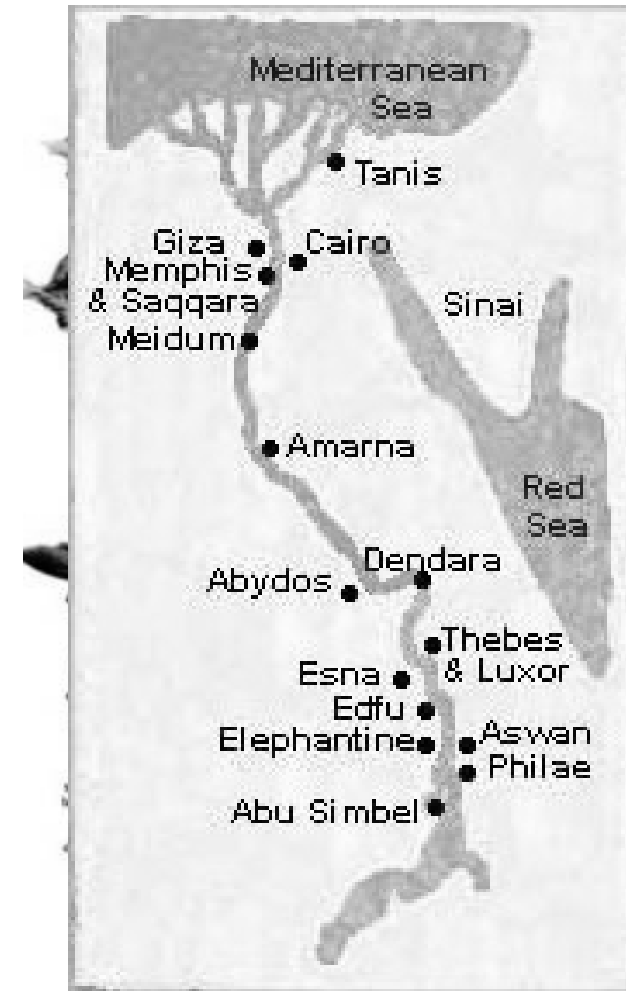 Mediterranean
Sea
Tanis
Giza
Cairo
Memphis
& Saqqara
Sinai
Meidum
Amarna
Red
Sea
Dendara
Abydos
Thebes
& Luxor
Esna
Edfu
Elephantine
Aswan
Philae
Abu Simbel